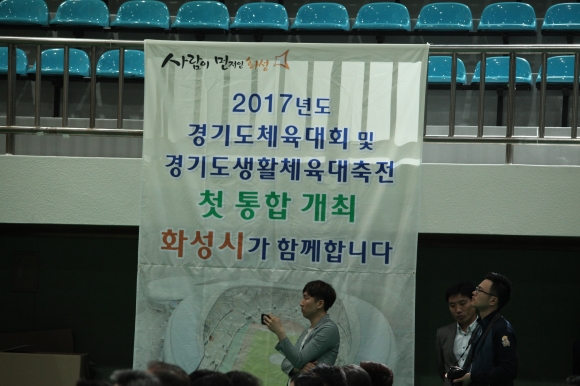 사람이 먼저인 화성
2017년도
경기도체육대회 및
경기도생활체육대축전
첫 통합 개최
화성시가 함께합니다